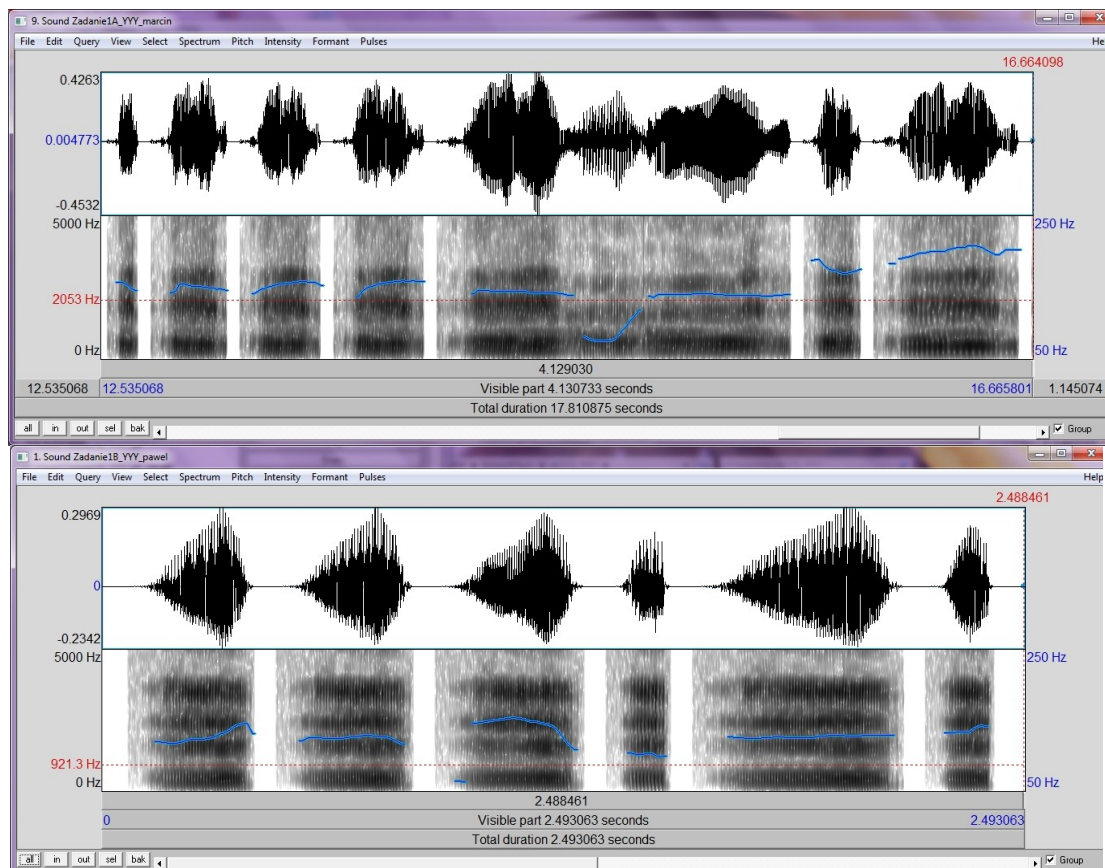 9. Sound Zadanie1A_YYY_marcin
File Edit Query View Select Spectrum Pitch Intensity Formant Pulses He
16.664098
0.4263
0.004773
-0.4532
5000 Hz 250 Hz
2053 Hz
0 Hz 50 Hz
4.129030
12.535068 12.535068 Visible part 4.130733 seconds 16.665801 1.145074
Total duration 17.810875 seconds
all in out sel bak Group
1. Sound Zadanie1B_YYY_pawel
File Edit Query View Select Spectrum Pitch Intensity Formant Pulses Help
2.488461
0.2969
0
-0.2342
5000 Hz 250 Hz
921.3 Hz
0 Hz 50 Hz
2.488461
0 Visible part 2.493063 seconds 2.493063
Total duration 2.493063 seconds
all in out sel bak Group